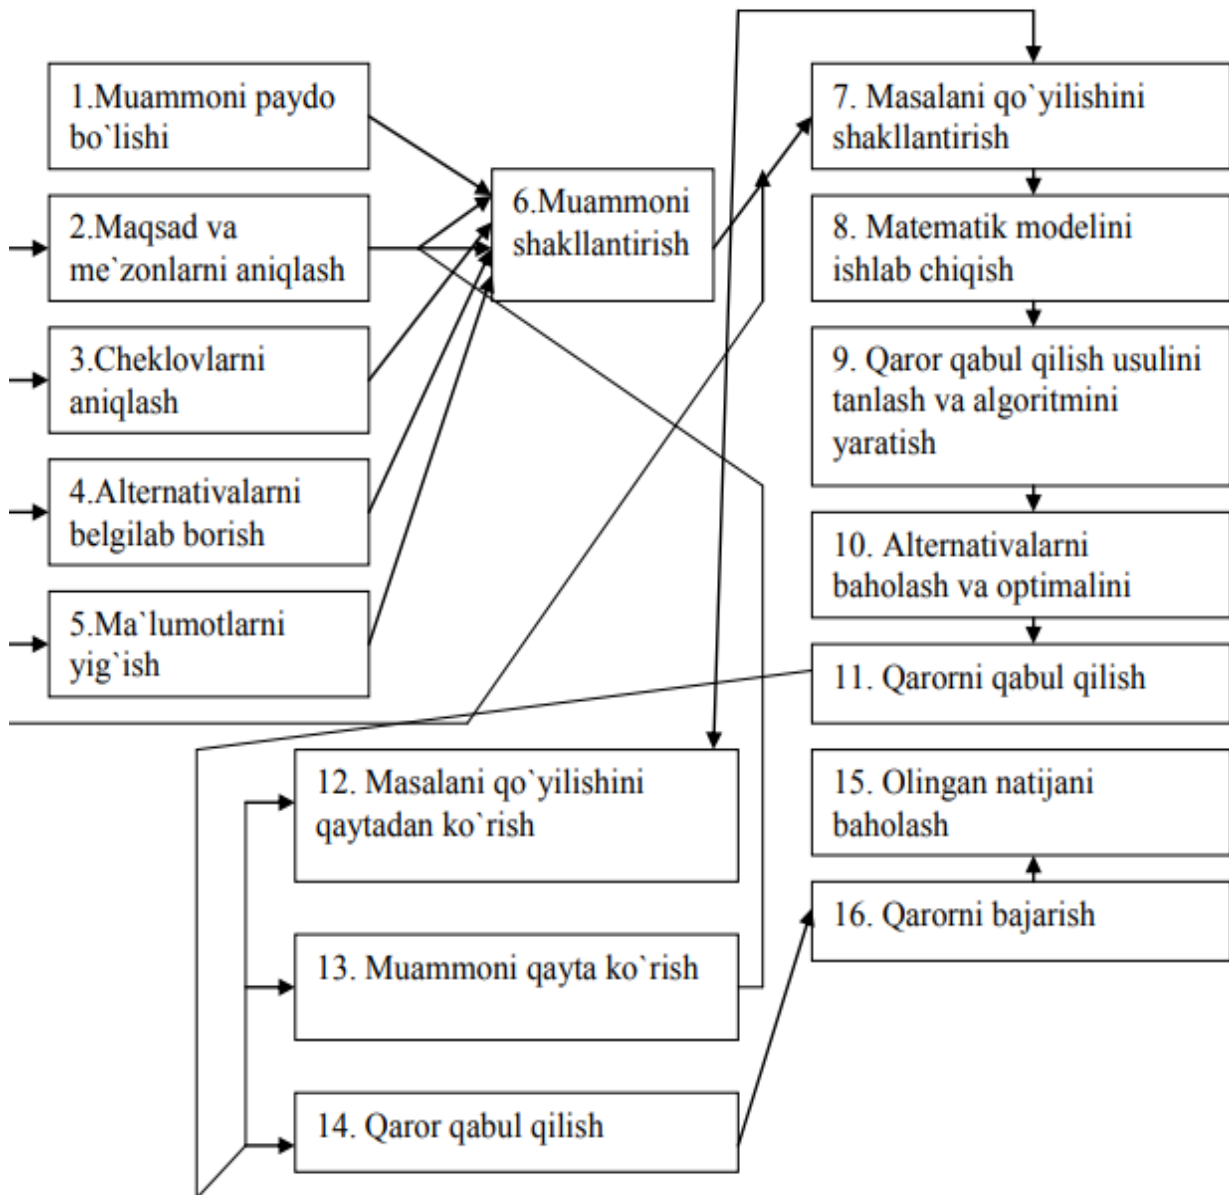 1.Muammoni paydo
bo`lishi
2.Maqsad va
me`zonlarni aniqlash
3.Cheklovlarni
aniqlash
4.Alternativalarni
belgilab borish
5.Ma`lumotlarni
yig`ish
6.Muammoni
shakllantirish
7. Masalani qo`yilishini
shakllantirish
8. Matematik modelini
ishlab chiqish
9. Qaror qabul qilish usulini
tanlash va algoritmini
yaratish
10. Alternativalarni
baholash va optimalini
11. Qarorni qabul qilish
12. Masalani qo`yilishini
qaytadan ko`rish
13. Muammoni qayta ko`rish
14. Qaror qabul qilish
15. Olingan natijani
baholash
16. Qarorni bajarish